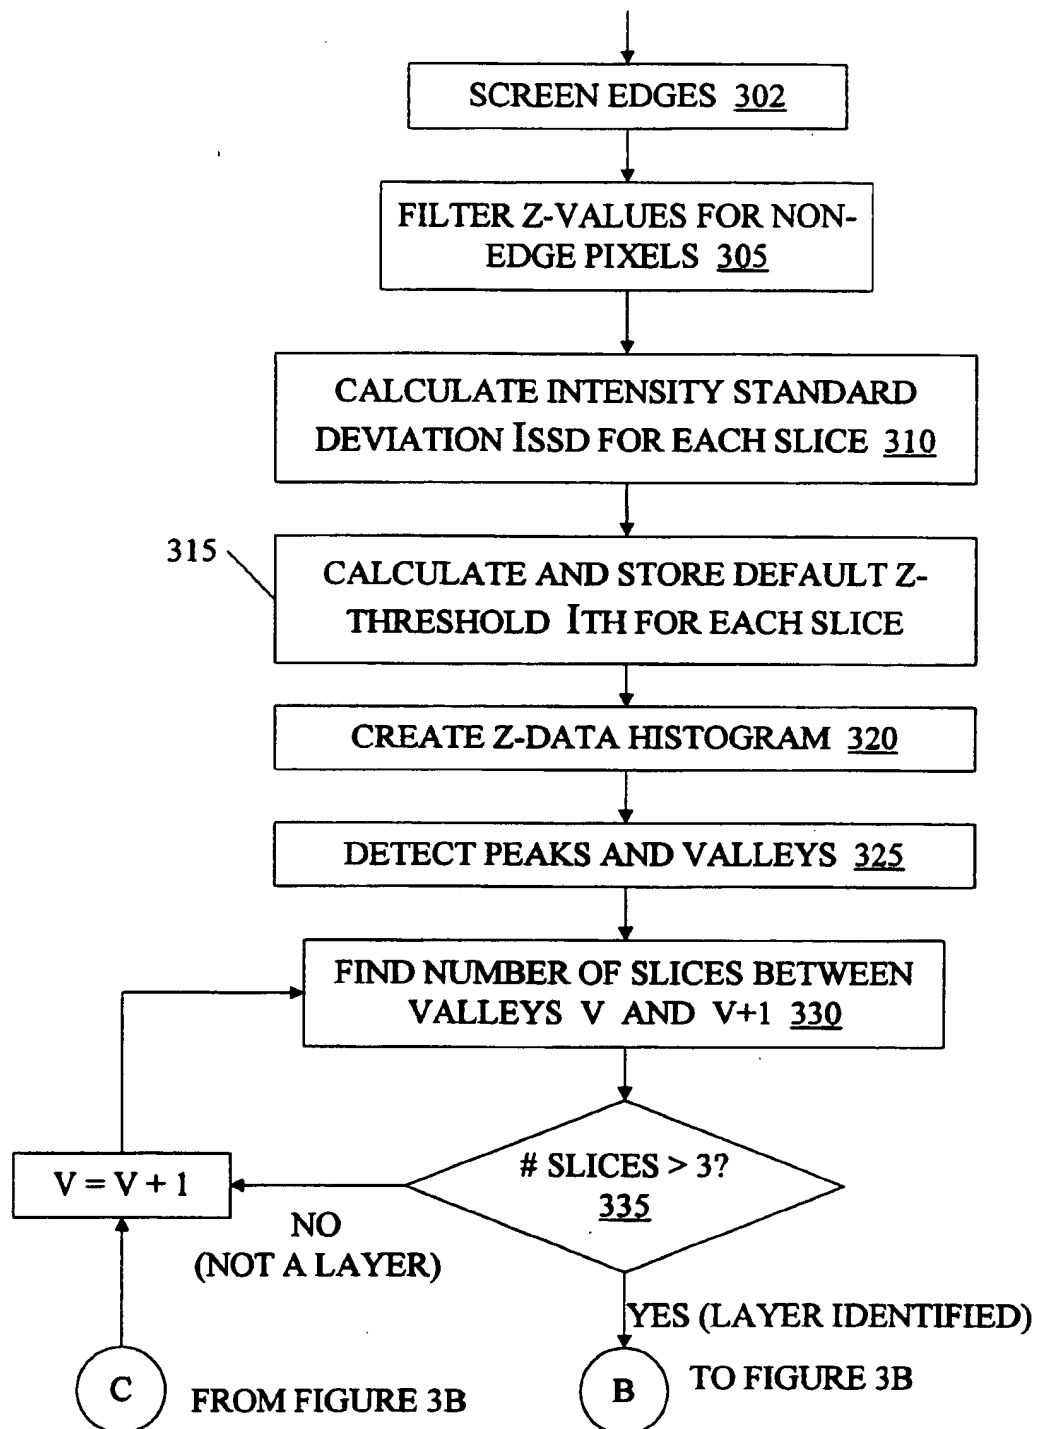 SCREEN EDGES 302
FILTER Z-VALUES FOR NON-
EDGE PIXELS 305
CALCULATE INTENSITY STANDARD
DEVIATION ISSD FOR EACH SLICE 310
315
CALCULATE AND STORE DEFAULT Z-
THRESHOLD ITH FOR EACH SLICE
CREATE Z-DATA HISTOGRAM 320
DETECT PEAKS AND VALLEYS 325
FIND NUMBER OF SLICES BETWEEN
VALLEYS V AND V+1 330
# SLICES > 3?
335
V = V + 1
NO
(NOT A LAYER)
YES (LAYER IDENTIFIED)
C
FROM FIGURE 3B
B
TO FIGURE 3B